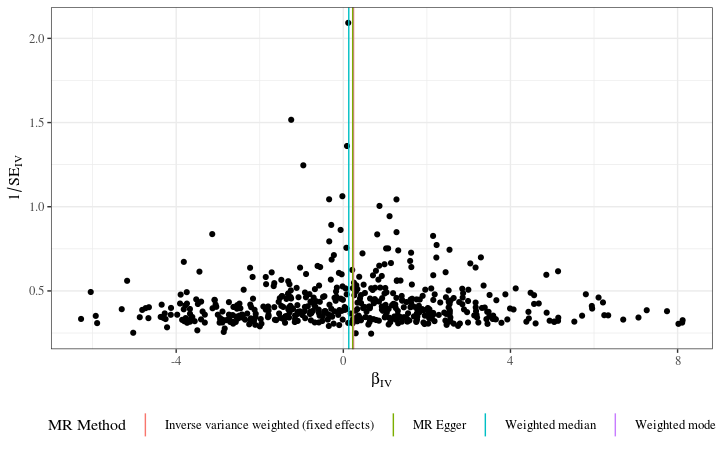 2.0
1.5
1.0
0.5
1/SE_IV
-4
0
4
8
β_IV
MR Method
Inverse variance weighted (fixed effects)
MR Egger
Weighted median
Weighted mode